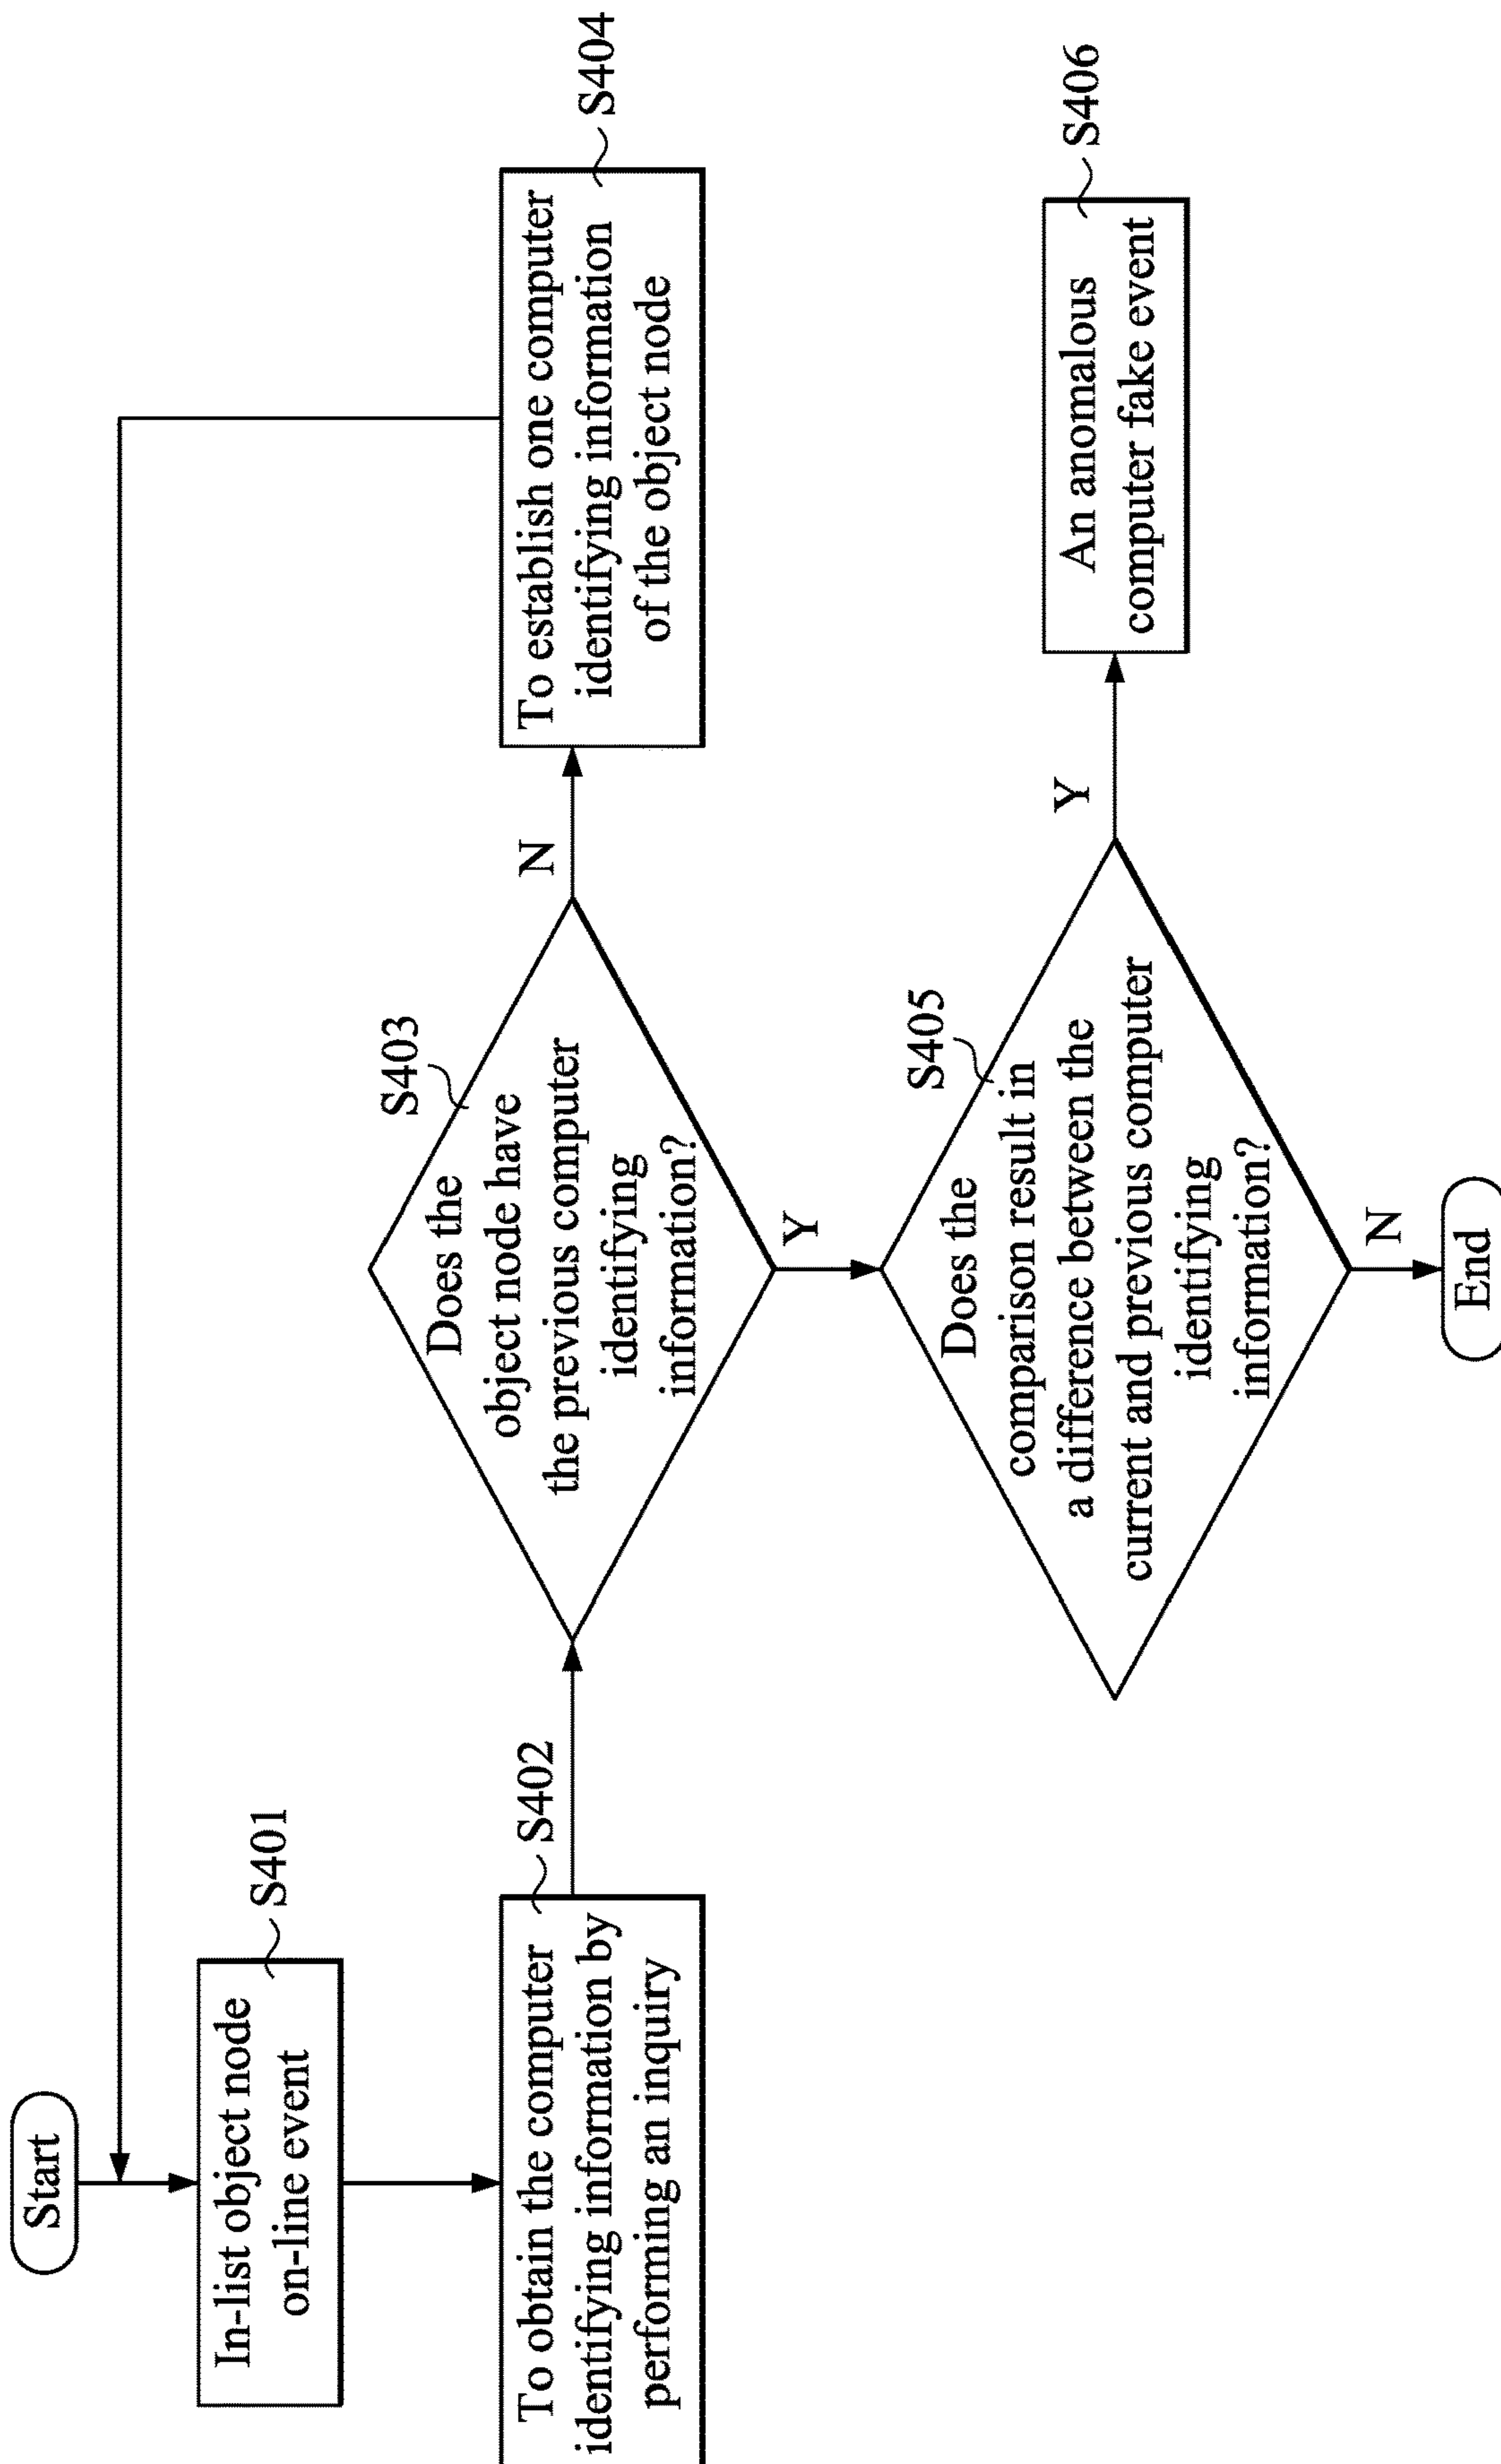 Start
In-list object node
on-line event
S401
To obtain the computer
identifying information by
performing an inquiry
S402
Does the
object node have
the previous computer
identifying
information?
S403
N
To establish one computer
identifying information
of the object node
S404
Y
Does the
comparison result in
a difference between the
current and previous computer
identifying
information?
S405
Y
An anomalous
computer fake event
S406
N
End